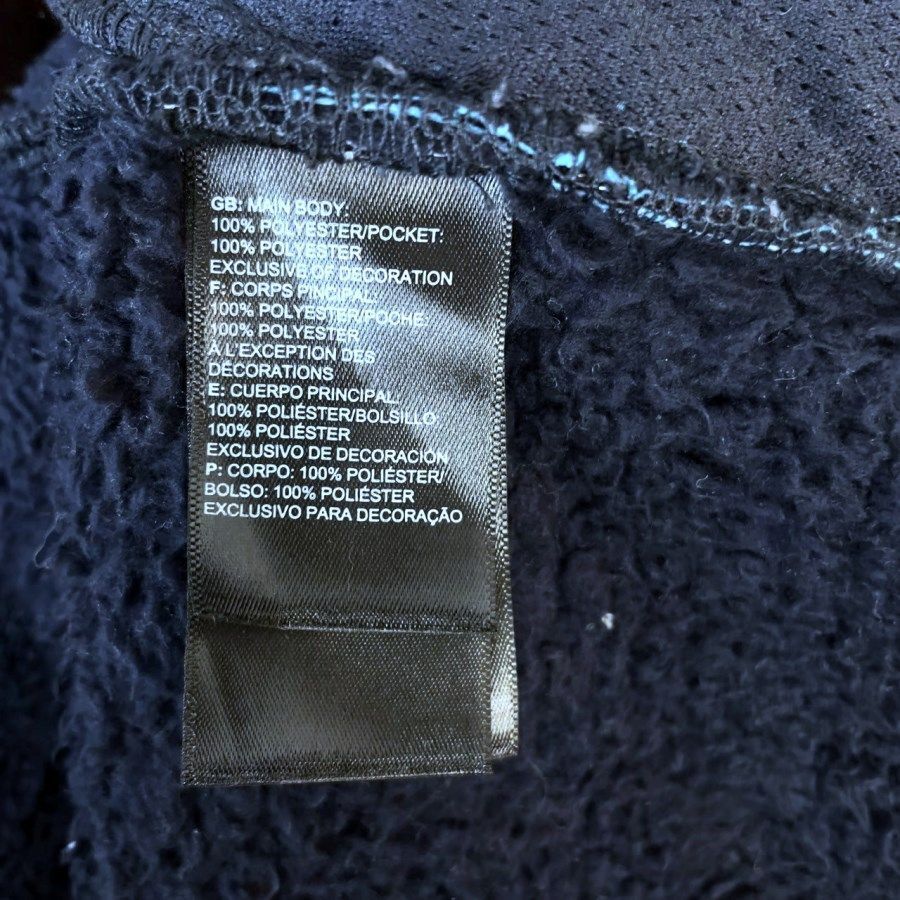 GB: MAIN BODY:
100% POLYESTER/POCKET:
100% POLYESTER
EXCLUSIVE OF DECORATION
F: CORPS PINCIPAL:
100% POLYESTER/POCHE:
100% POLYESTER
À L'EXCEPTION DES
DÉCORATIONS
E: CUERPO PRINCIPAL:
100% POLIÉSTER/BOLSILLO:
100% POLIÉSTER
EXCLUSIVO DE DECORACIÓN
P: CORPO: 100% POLIÉSTER/
BOLSO: 100% POLIÉSTER
EXCLUSIVO PARA DECORAÇÃO